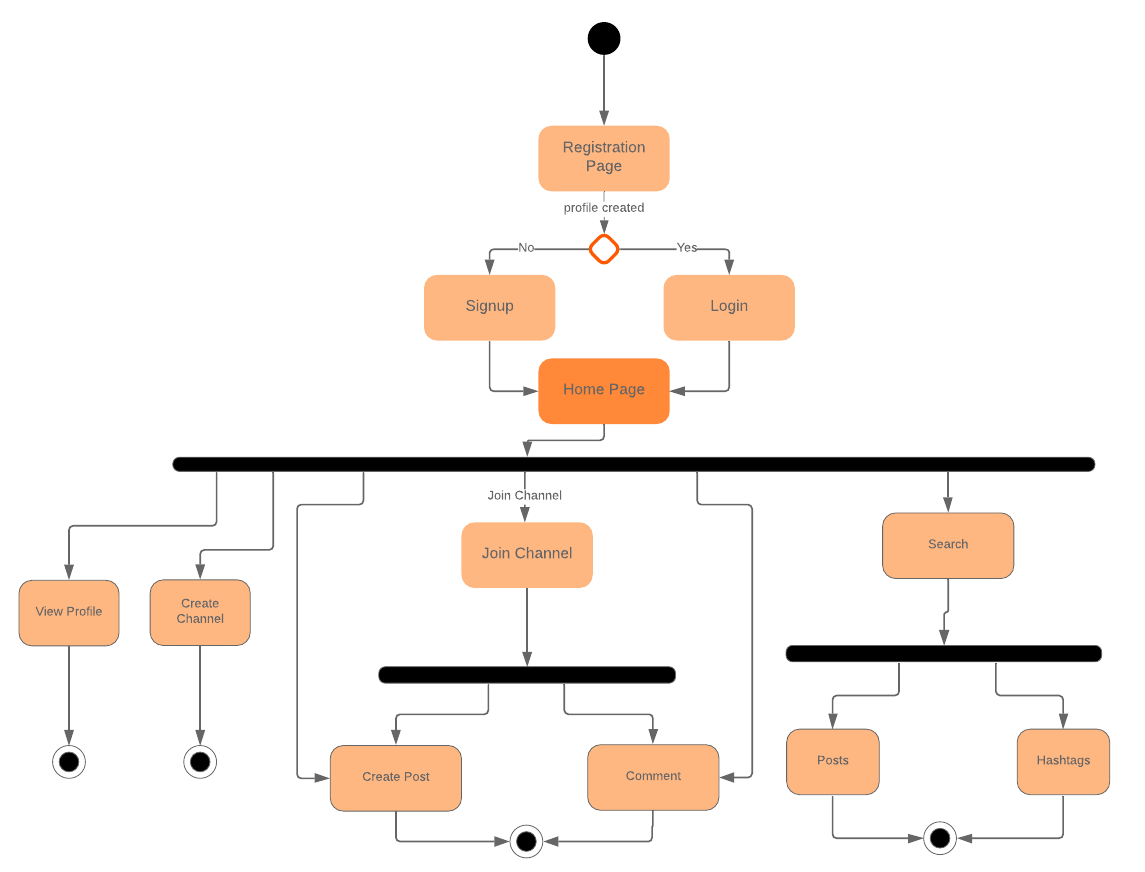 Registration
Page
profile created
No
Yes
Signup
Login
Home Page
Join Channel
Join Channel
Search
View Profile
Create
Channel
Create Post
Comment
Posts
Hashtags